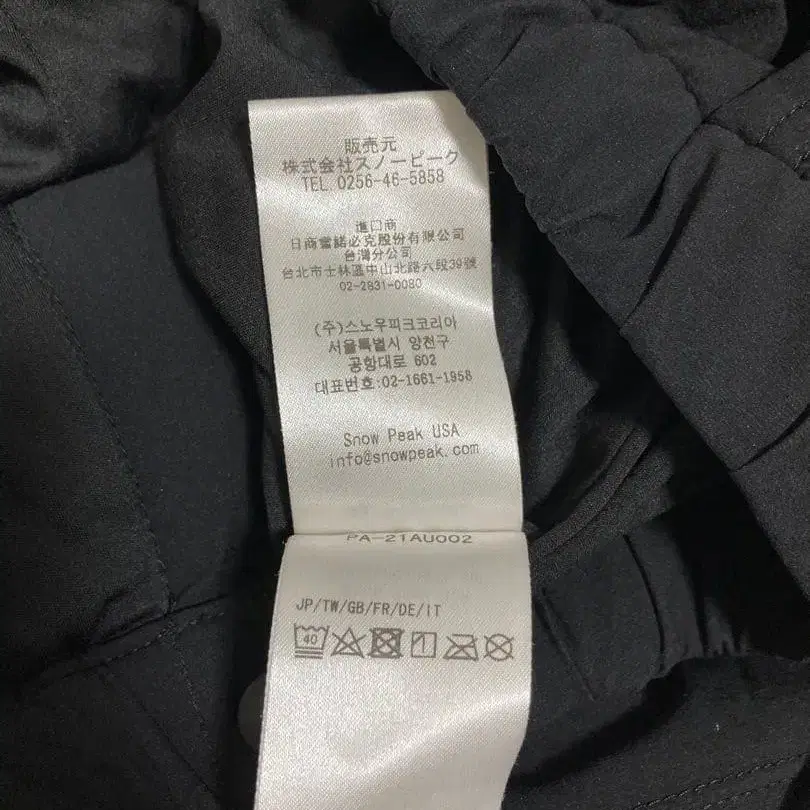 販売元
株式会社スノーピーク
TEL.0256-46-5858
進口商
日商雪諾必克股份有限公司
台灣分公司
台北市士林區中山北路六段39號
02-2831-0080
(주)스노우피크코리아
서울특별시 양천구
공항대로 602
대표번호:02-1661-1958
Snow Peak USA
info@snowpeak.com
PA-21AU002
JP/TW/GB/FR/DE/IT
40